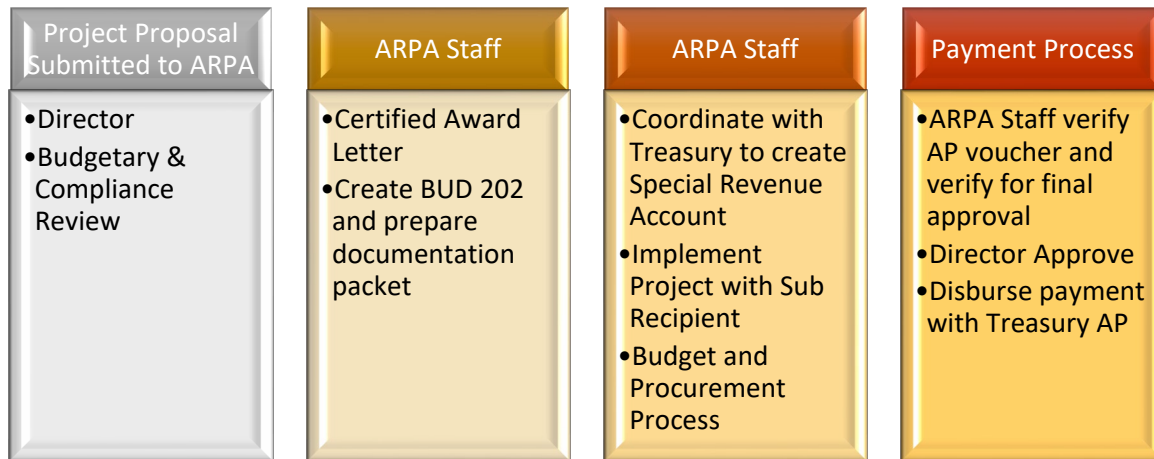 Project Proposal
Submitted to ARPA
•Director
•Budgetary &
Compliance
Review
ARPA Staff
•Certified Award
Letter
•Create BUD 202
and prepare
documentation
packet
ARPA Staff
•Coordinate with
Treasury to create
Special Revenue
Account
•Implement
Project with Sub
Recipient
•Budget and
Procurement
Process
Payment Process
•ARPA Staff verify
AP voucher and
verify for final
approval
•Director Approve
•Disburse payment
with Treasury AP